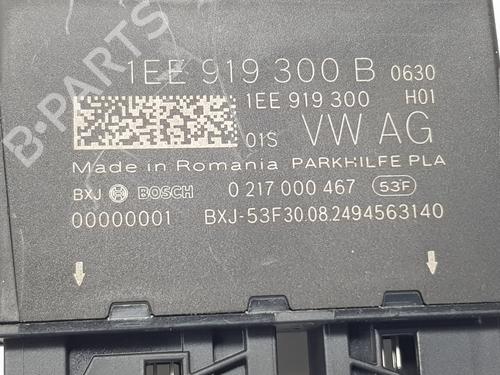 1EE 919 300 B 0630
1EE 919 300 H01
01S VW AG
Made in Romania PARKHILFE PLA
BXJ BOSCH 0 217 000 467 53F
00000001 BXJ-53F30.08.2494563140
B-PARTS